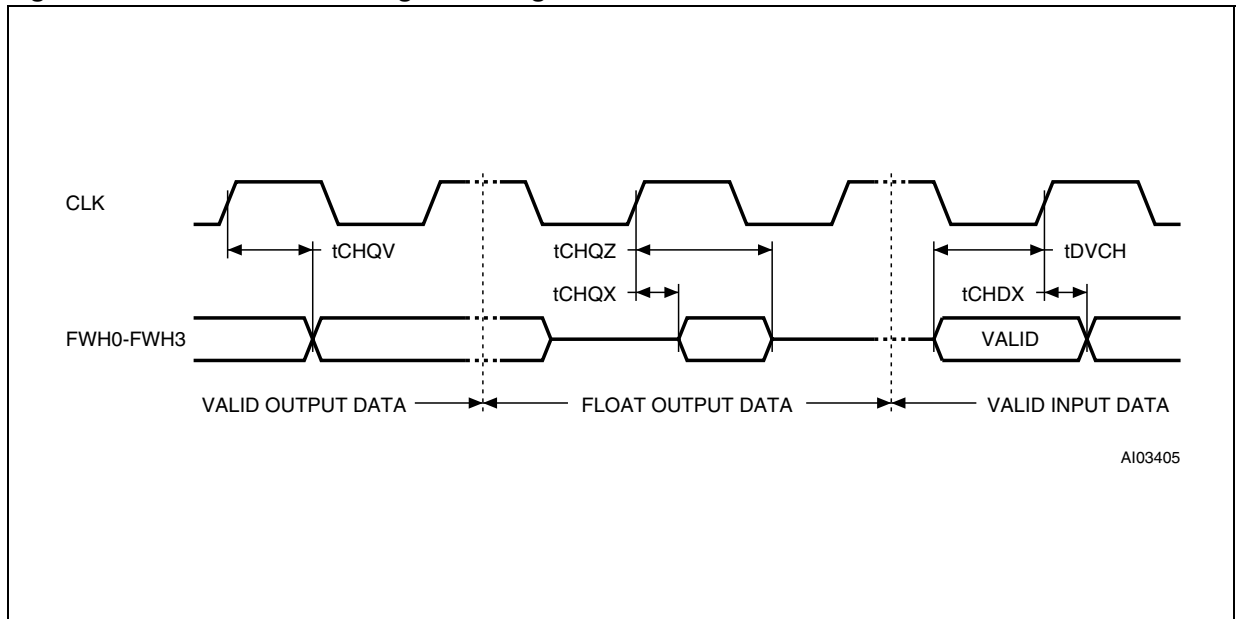 CLK
tCHQV
tCHQZ
tDVCH
tCHQX
tCHDX
FWH0-FWH3
VALID
VALID OUTPUT DATA
FLOAT OUTPUT DATA
VALID INPUT DATA
AI03405